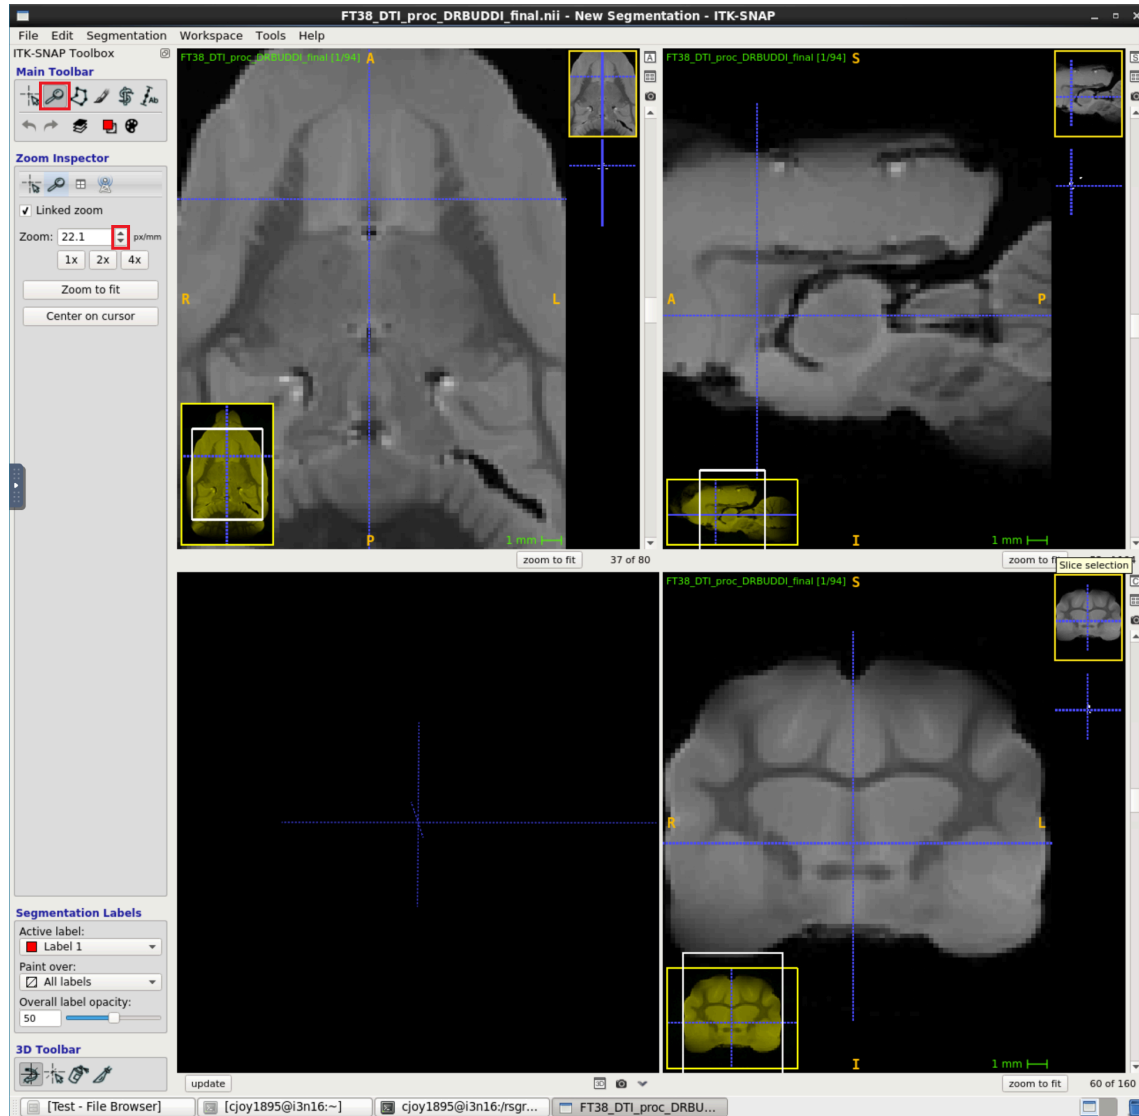 FT38_DTI_proc_DRBUDDI_final.nii - New Segmentation - ITK-SNAP
File Edit Segmentation Workspace Tools Help
ITK-SNAP Toolbox
Main Toolbar
Ab
Zoom Inspector
Linked zoom
Zoom: 22.1 px/mm
1x 2x 4x
Zoom to fit
Center on cursor
Segmentation Labels
Active label:
Label 1
Paint over:
All labels
Overall label opacity:
50
3D Toolbar
FT38_DTI_proc_DRBUDDI_final [1/94] A
R
L
P
1 mm
zoom to fit 37 of 80
A
FT38_DTI_proc_DRBUDDI_final [1/94] S
A
P
I
1 mm
S
Slice selection
update
3D
FT38_DTI_proc_DRBUDDI_final [1/94] S
R
L
I
1 mm
C
zoom to fit 60 of 160
[Test - File Browser] [cjoy1895@i3n16:~] cjoy1895@i3n16:/rsgr... FT38_DTI_proc_DRBU...